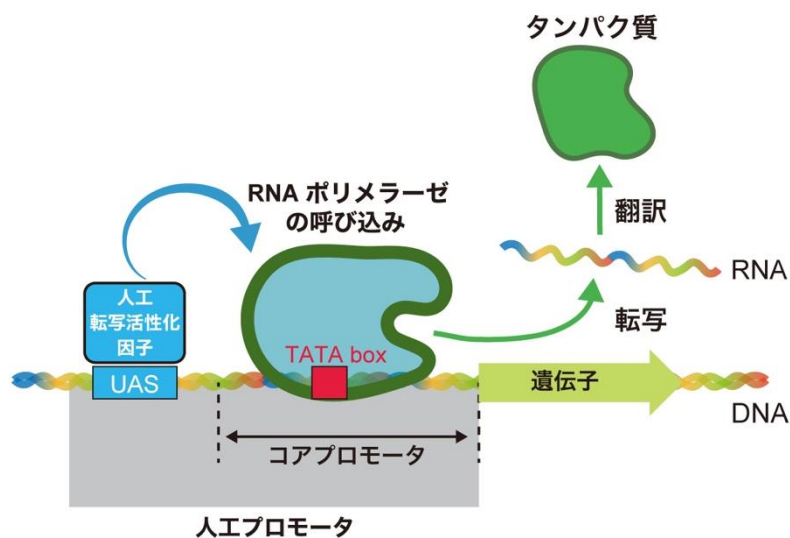 タンパク質
RNA ポリメラーゼ
の呼び込み
翻訳
RNA
人工
転写活性化
因子
転写
TATA box
UAS
遺伝子
DNA
コアプロモータ
人工プロモータ